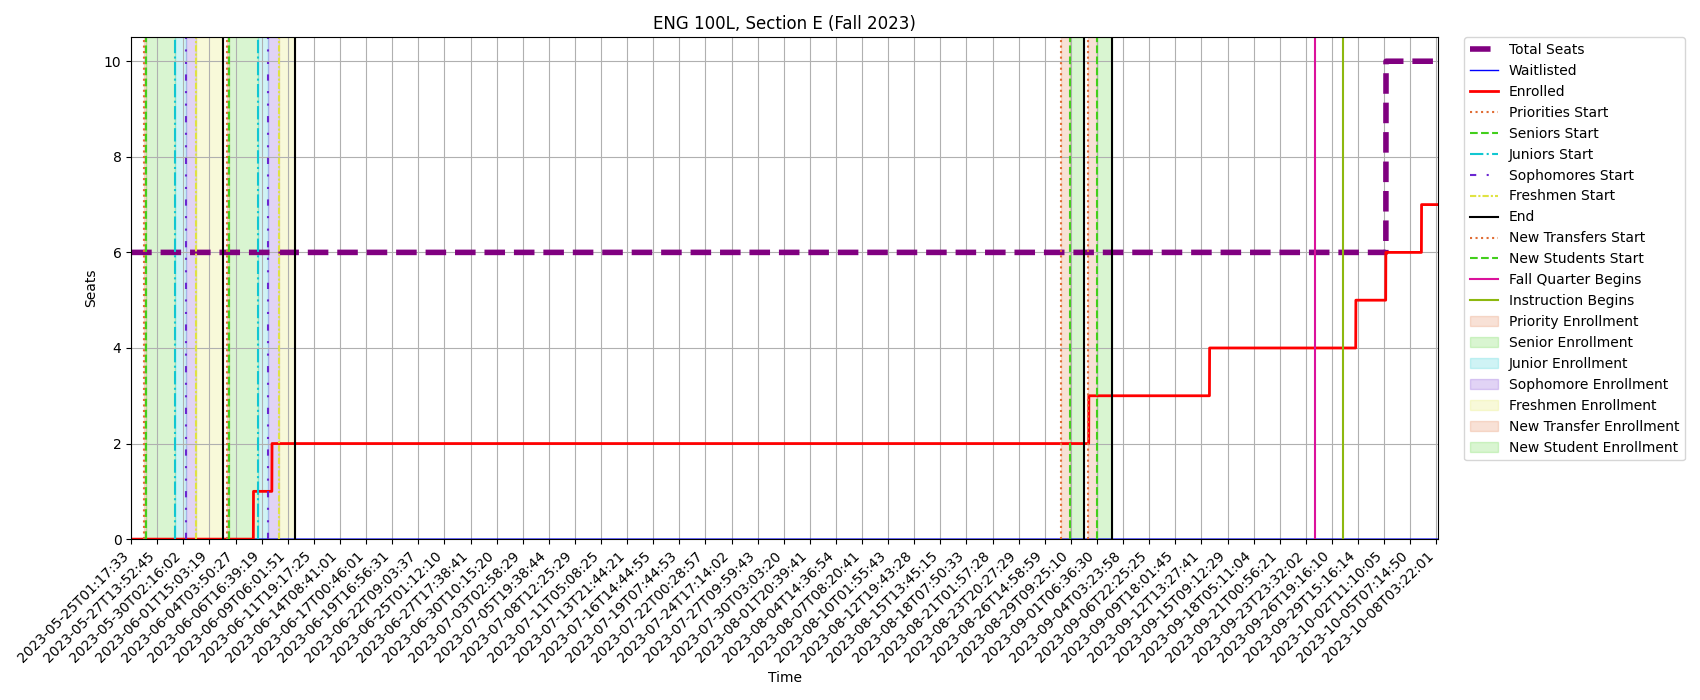 ENG 100L, Section E (Fall 2023)
10
8
6
4
2
0
Seats
2023-05-25T01:17:33
2023-05-27T13:52:45
2023-05-30T02:16:02
2023-06-01T15:03:19
2023-06-04T03:50:27
2023-06-06T16:39:19
2023-06-09T06:01:51
2023-06-11T19:17:25
2023-06-14T08:41:01
2023-06-17T00:46:01
2023-06-19T16:56:31
2023-06-22T09:03:37
2023-06-25T01:12:10
2023-06-27T17:38:41
2023-06-30T10:15:20
2023-07-03T02:58:29
2023-07-05T19:38:44
2023-07-08T12:25:29
2023-07-11T05:08:25
2023-07-13T21:44:21
2023-07-16T14:44:55
2023-07-19T07:44:53
2023-07-22T00:28:57
2023-07-24T17:14:02
2023-07-27T09:59:43
2023-07-30T03:03:20
2023-08-01T20:39:41
2023-08-04T14:36:54
2023-08-07T08:20:41
2023-08-10T01:55:43
2023-08-12T19:43:28
2023-08-15T13:45:15
2023-08-18T07:50:33
2023-08-21T01:57:28
2023-08-23T20:27:29
2023-08-26T14:58:59
2023-08-29T09:25:10
2023-09-01T06:36:30
2023-09-04T03:23:58
2023-09-06T22:25:25
2023-09-09T18:01:45
2023-09-12T13:27:41
2023-09-15T09:12:29
2023-09-18T05:11:04
2023-09-21T00:56:21
2023-09-23T23:32:02
2023-09-26T19:16:10
2023-09-29T15:16:14
2023-10-02T11:10:05
2023-10-05T07:14:50
2023-10-08T03:22:01
Time
Total Seats
Waitlisted
Enrolled
Priorities Start
Seniors Start
Juniors Start
Sophomores Start
Freshmen Start
End
New Transfers Start
New Students Start
Fall Quarter Begins
Instruction Begins
Priority Enrollment
Senior Enrollment
Junior Enrollment
Sophomore Enrollment
Freshmen Enrollment
New Transfer Enrollment
New Student Enrollment